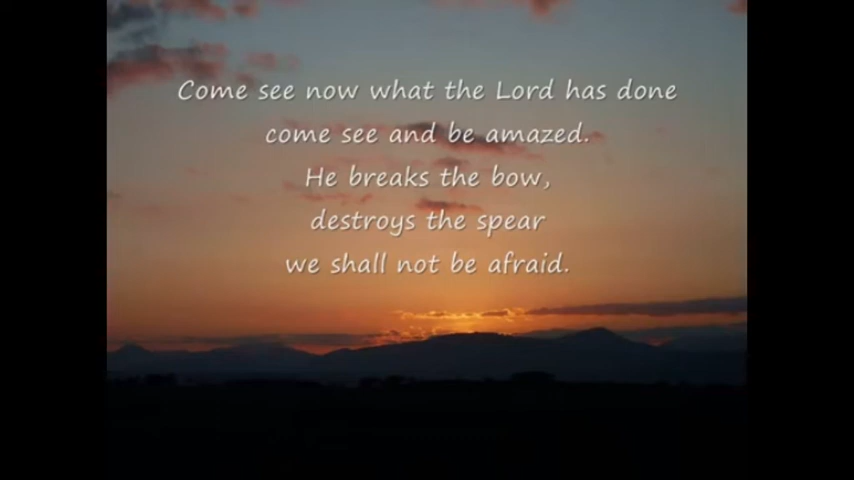 Come see now what the Lord has done
come see and be amazed.
He breaks the bow,
destroys the spear
we shall not be afraid.